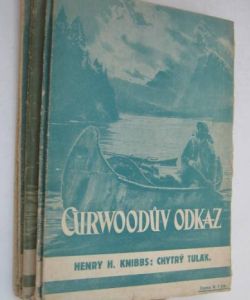 CURWOODŮV ODKAZ
HENRY H. KNIBBS: CHYTRÝ TULÁK.